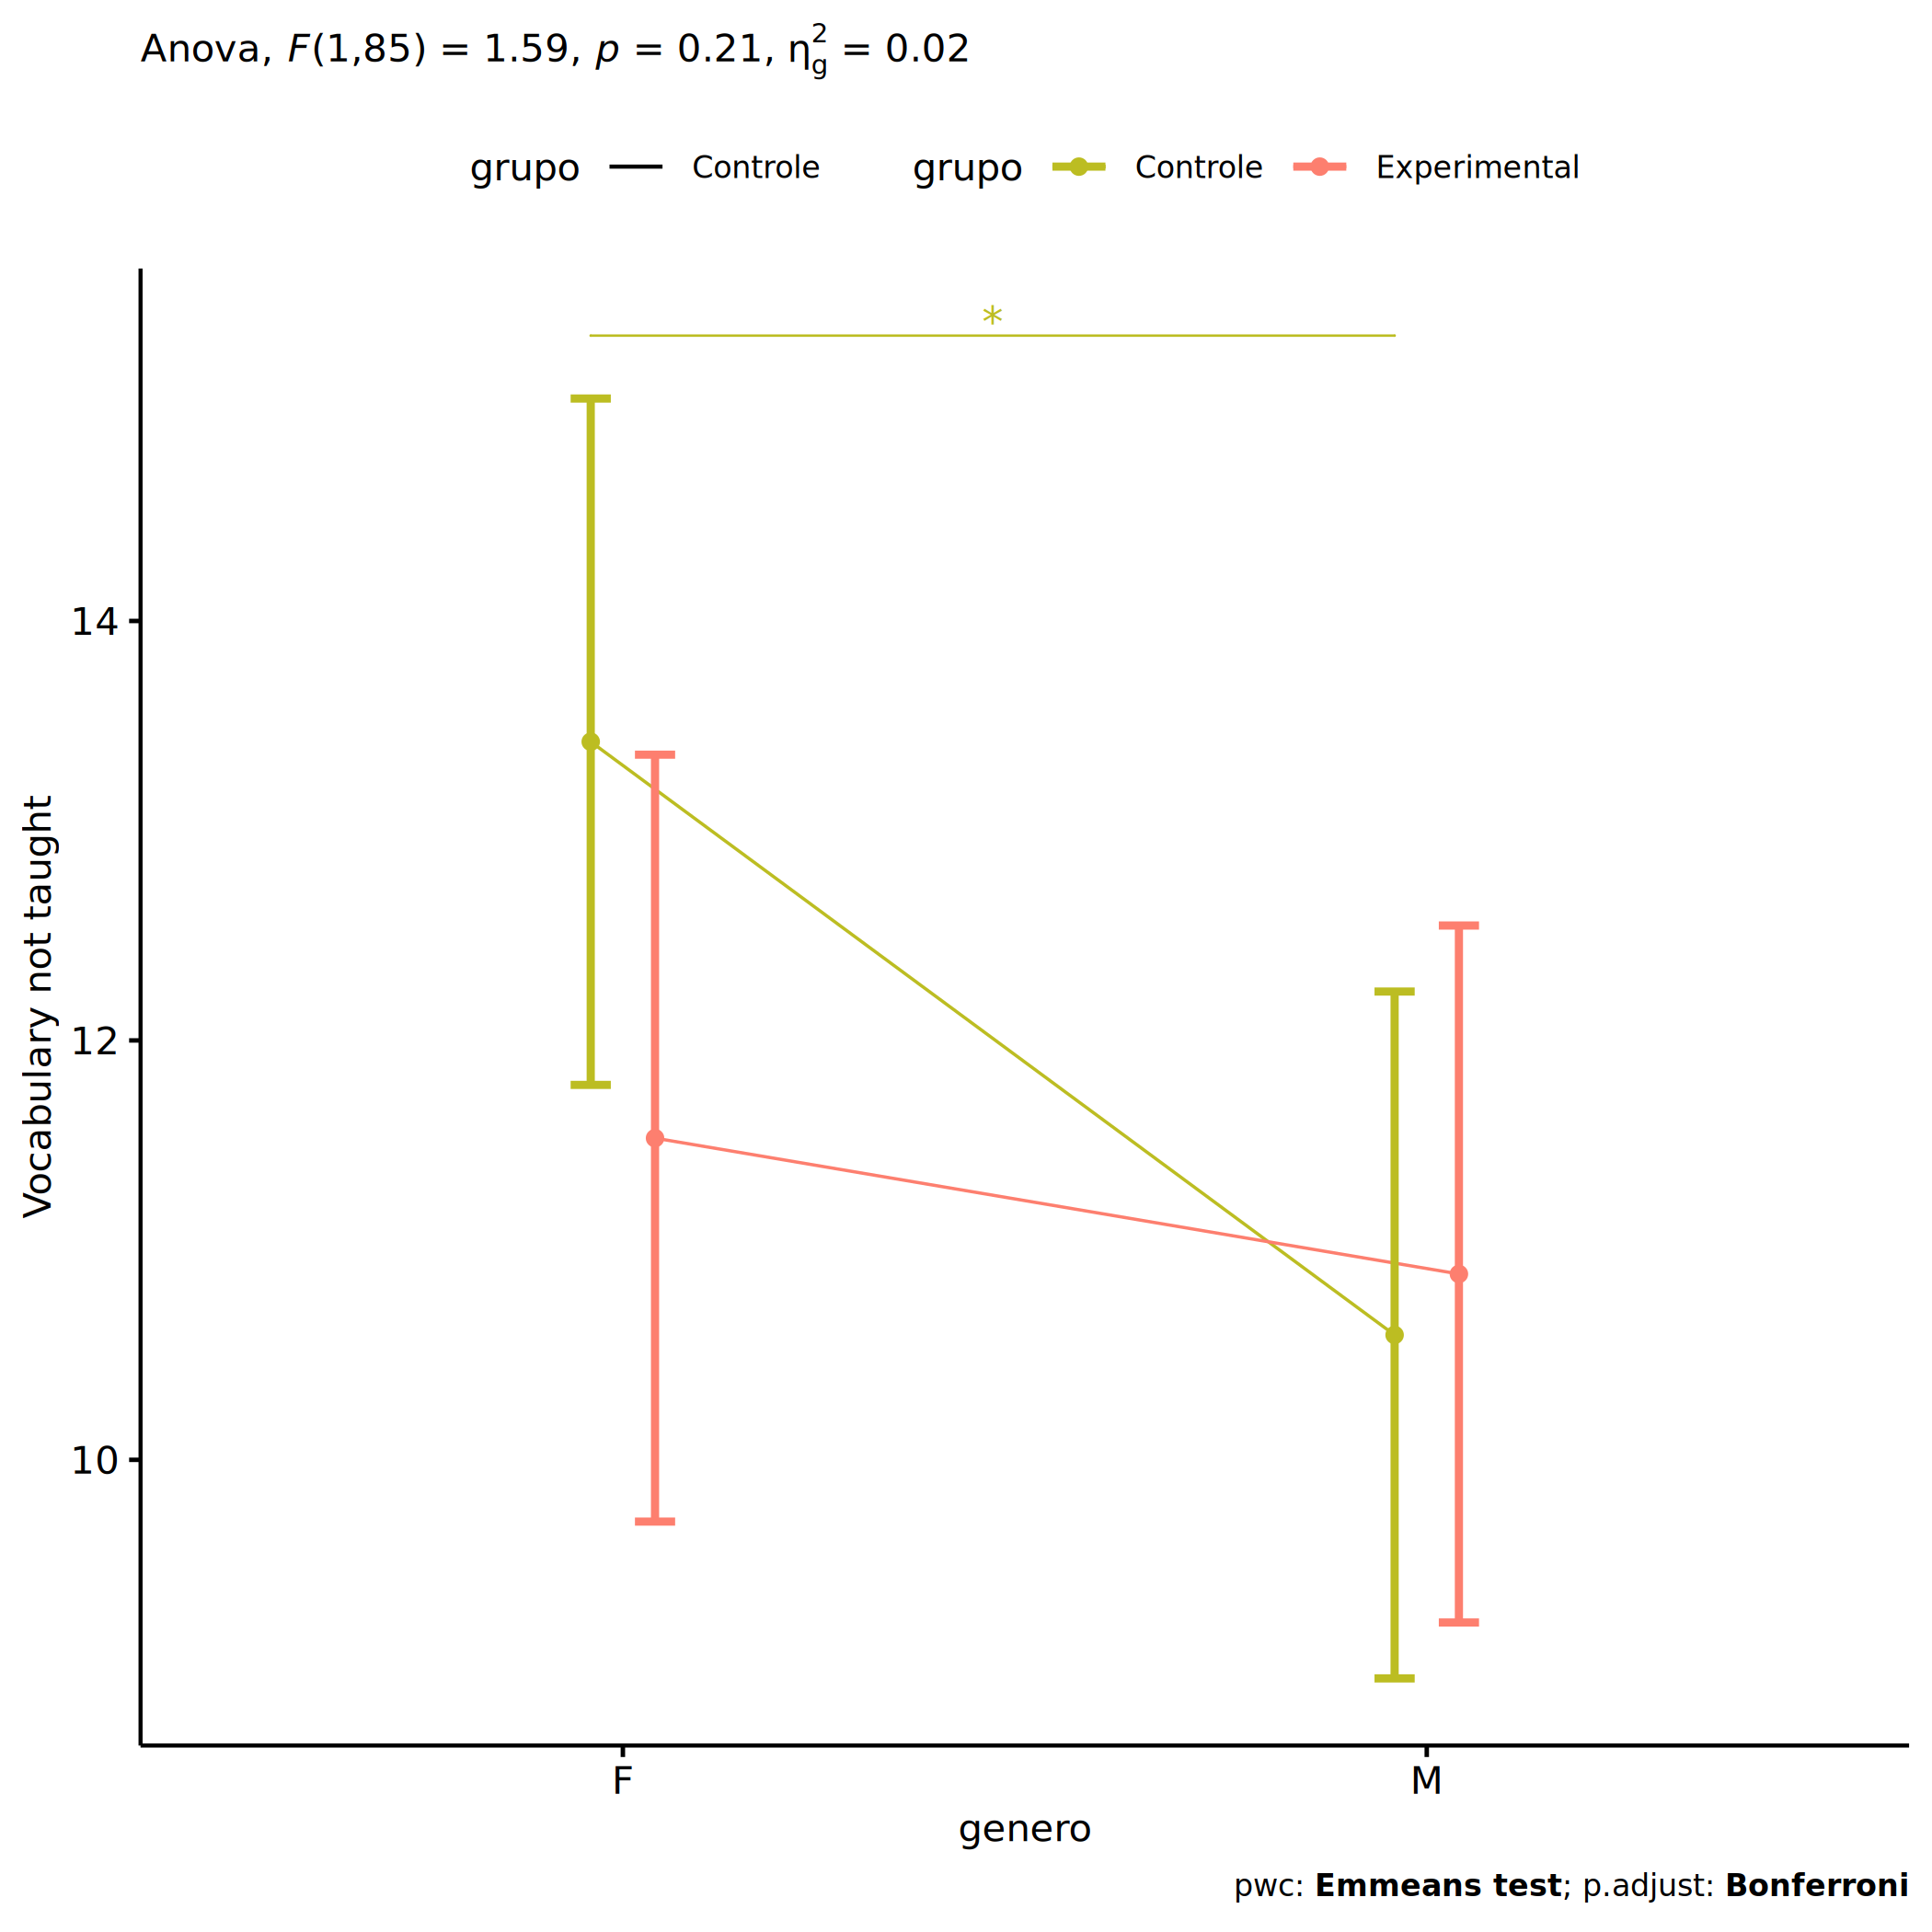 Anova, F(1,85) = 1.59, p = 0.21, η²g = 0.02
grupo Controle grupo Controle Experimental
*
14
12
10
Vocabulary not taught
F M
genero
pwc: Emmeans test; p.adjust: Bonferroni